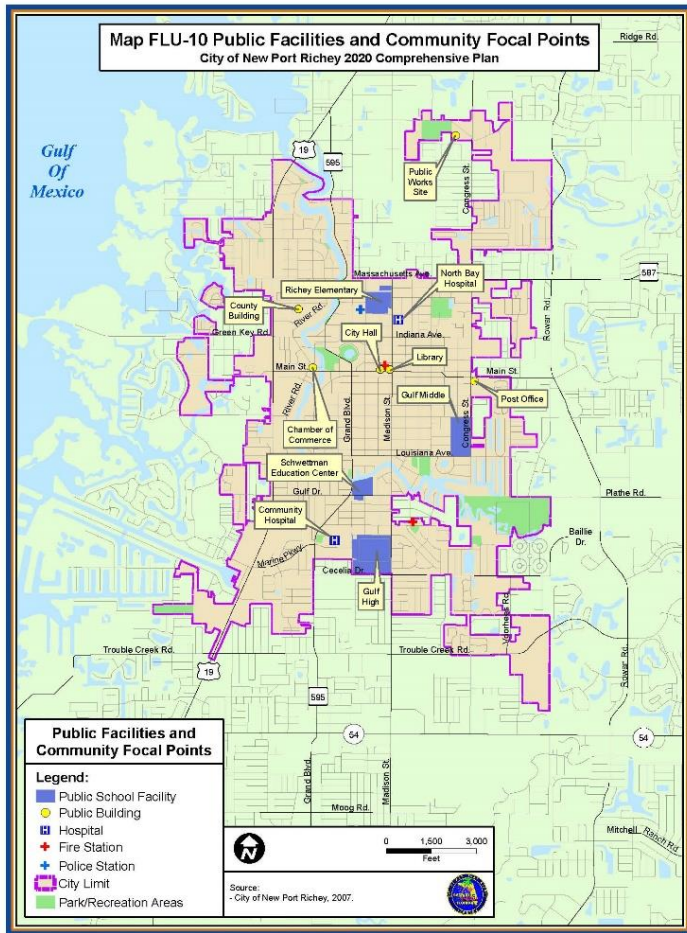 Map FLU-10 Public Facilities and Community Focal Points
City of New Port Richey 2020 Comprehensive Plan
Ridge Rd.
Gulf
Of
Mexico
19
595
Public
Works
Site
Congress St.
Massachusetts Ave.
North Bay
Hospital
587
Richey Elementary
County
Building
River Rd.
Rowan Rd.
Green Key Rd.
City Hall
Indiana Ave.
Library
Main St.
Main St.
River Rd.
Grand Blvd.
Madison St.
Gulf Middle
Congress St.
Post Office
Chamber of
Commerce
Louisiana Ave.
Schwettman
Education Center
Gulf Dr.
Plathe Rd.
Community
Hospital
Baillie
Dr.
Marine Pkwy
Cecelia Dr.
Gulf
High
Voorhees Rd.
Trouble Creek Rd.
Trouble Creek Rd.
Rowan Rd.
19
595
54
54
Public Facilities and
Community Focal Points
Legend:
Public School Facility
Public Building
H Hospital
Fire Station
Police Station
City Limit
Park/Recreation Areas
Grand Blvd.
Madison St.
Moog Rd.
Mitchell Ranch Rd
N
0 1,500 3,000
Feet
Source:
- City of New Port Richey, 2007.